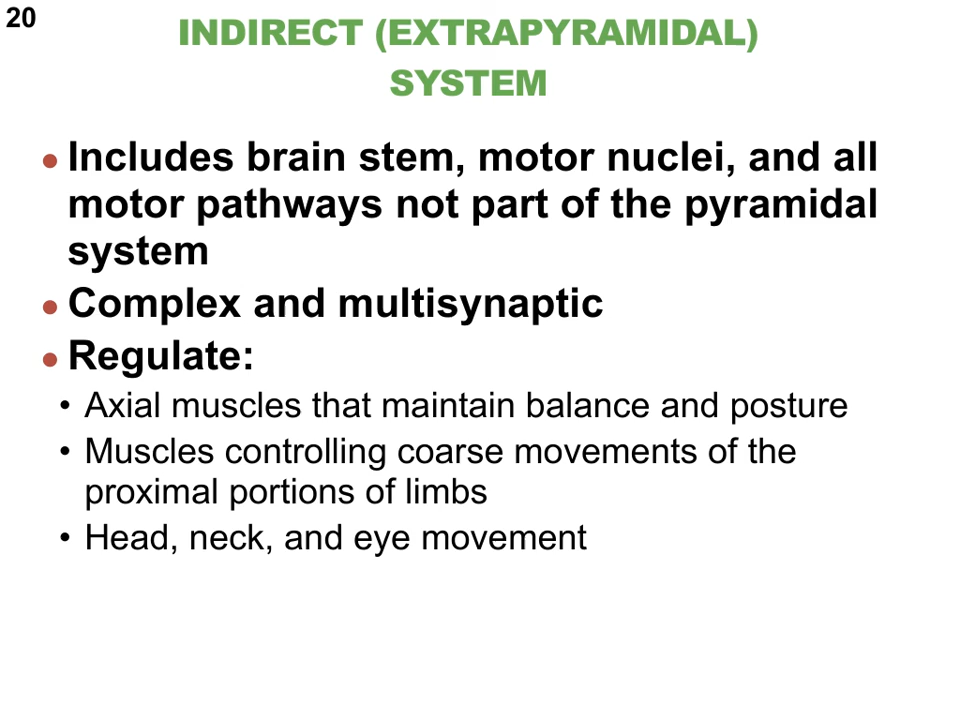 20
INDIRECT (EXTRAPYRAMIDAL)
SYSTEM
● Includes brain stem, motor nuclei, and all
motor pathways not part of the pyramidal
system
● Complex and multisynaptic
● Regulate:
• Axial muscles that maintain balance and posture
• Muscles controlling coarse movements of the
proximal portions of limbs
• Head, neck, and eye movement